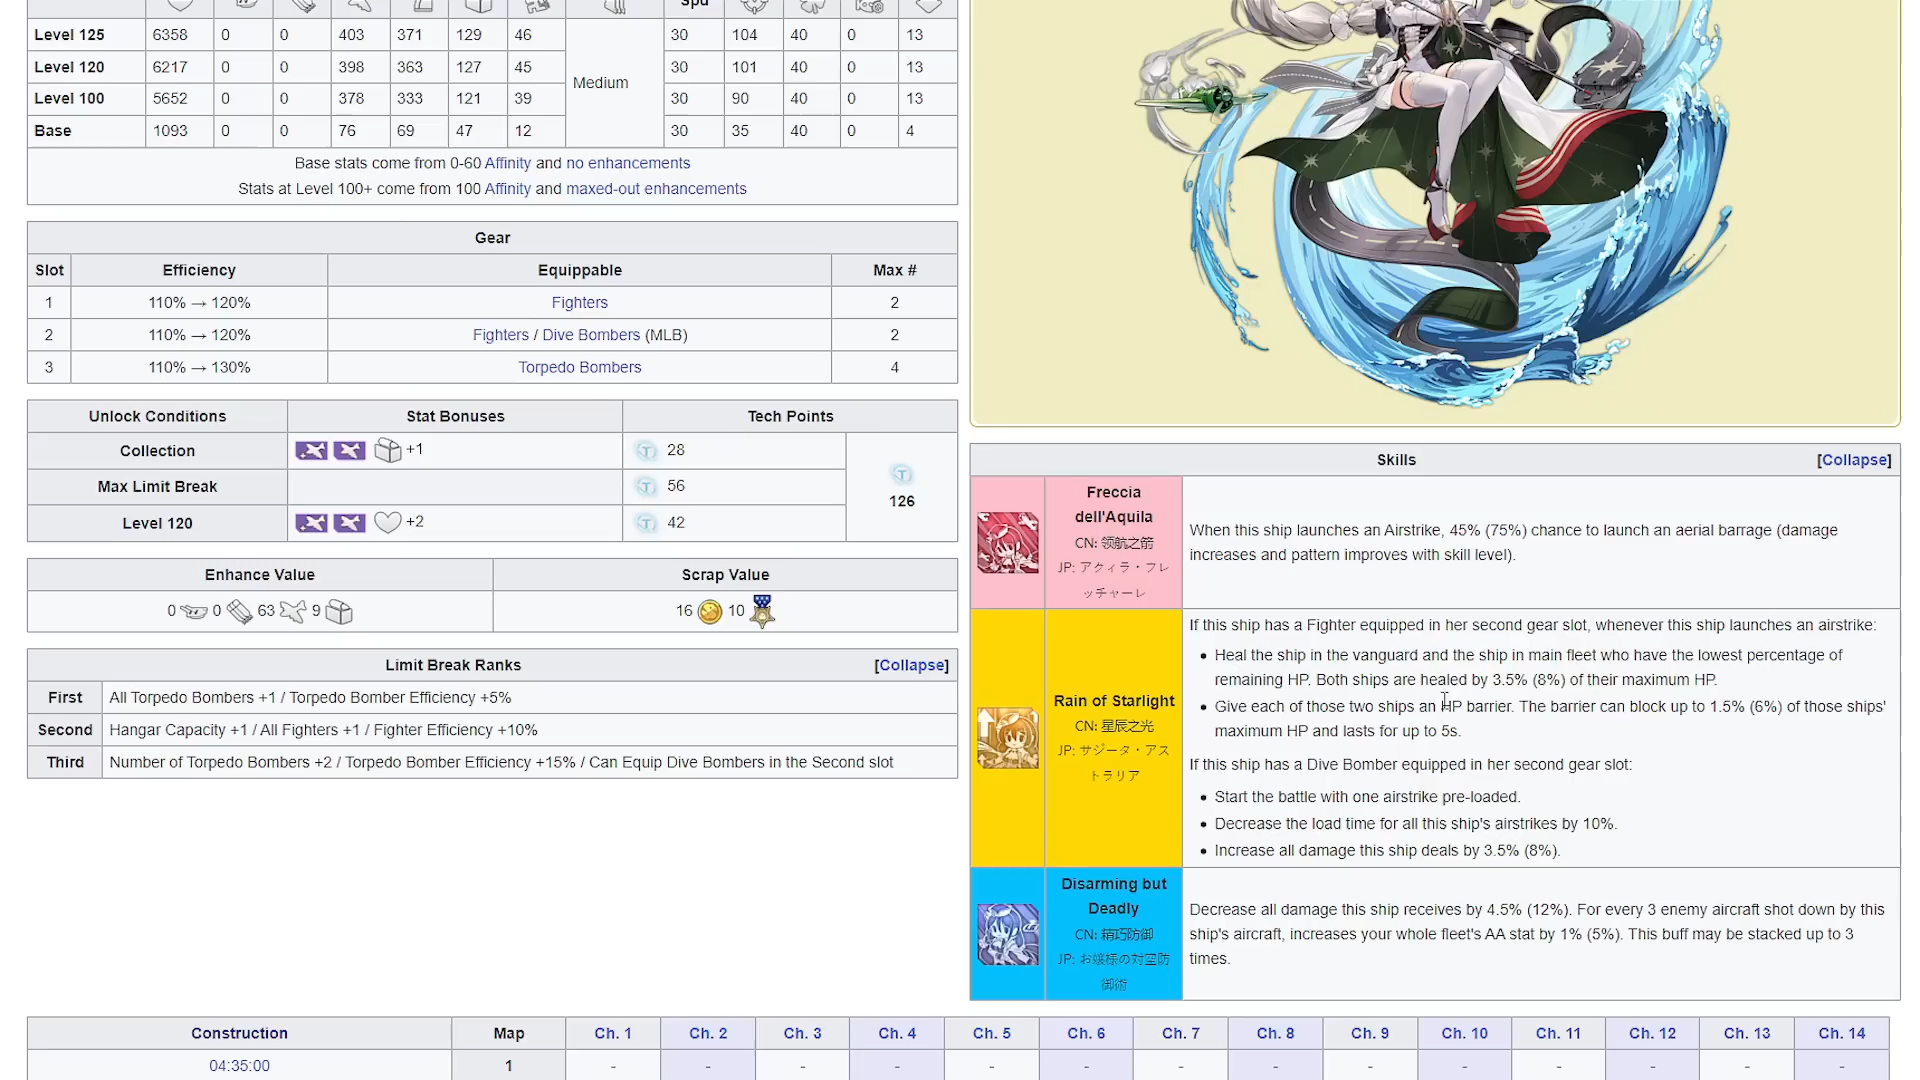 Spd
Level 125 6358 0 0 403 371 129 46 Medium 30 104 40 0 13
Level 120 6217 0 0 398 363 127 45 30 101 40 0 13
Level 100 5652 0 0 378 333 121 39 30 90 40 0 13
Base 1093 0 0 76 69 47 12 30 35 40 0 4
Base stats come from 0-60 Affinity and no enhancements
Stats at Level 100+ come from 100 Affinity and maxed-out enhancements
Gear
Slot Efficiency Equippable Max #
1 110% → 120% Fighters 2
2 110% → 120% Fighters / Dive Bombers (MLB) 2
3 110% → 130% Torpedo Bombers 4
Unlock Conditions Stat Bonuses Tech Points
Collection +1 28
Max Limit Break 56 126
Level 120 +2 42
Enhance Value Scrap Value
0 0 63 9 16 10
Limit Break Ranks [Collapse]
First All Torpedo Bombers +1 / Torpedo Bomber Efficiency +5%
Second Hangar Capacity +1 / All Fighters +1 / Fighter Efficiency +10%
Third Number of Torpedo Bombers +2 / Torpedo Bomber Efficiency +15% / Can Equip Dive Bombers in the Second slot
Skills [Collapse]
Freccia
dell'Aquila
CN: 领航之箭
JP: アクィラ・フレ
ッチャーレ
When this ship launches an Airstrike, 45% (75%) chance to launch an aerial barrage (damage
increases and pattern improves with skill level).
Rain of Starlight
CN: 星辰之光
JP: サジータ・アス
トラリア
If this ship has a Fighter equipped in her second gear slot, whenever this ship launches an airstrike:
• Heal the ship in the vanguard and the ship in main fleet who have the lowest percentage of
remaining HP. Both ships are healed by 3.5% (8%) of their maximum HP.
• Give each of those two ships an HP barrier. The barrier can block up to 1.5% (6%) of those ships'
maximum HP and lasts for up to 5s.
If this ship has a Dive Bomber equipped in her second gear slot:
• Start the battle with one airstrike pre-loaded.
• Decrease the load time for all this ship's airstrikes by 10%.
• Increase all damage this ship deals by 3.5% (8%).
Disarming but
Deadly
CN: 精巧防御
JP: お嬢様の対空防
御術
Decrease all damage this ship receives by 4.5% (12%). For every 3 enemy aircraft shot down by this
ship's aircraft, increases your whole fleet's AA stat by 1% (5%). This buff may be stacked up to 3
times.
Construction Map Ch. 1 Ch. 2 Ch. 3 Ch. 4 Ch. 5 Ch. 6 Ch. 7 Ch. 8 Ch. 9 Ch. 10 Ch. 11 Ch. 12 Ch. 13 Ch. 14
04:35:00 1 - - - - - - - - - - - - - -